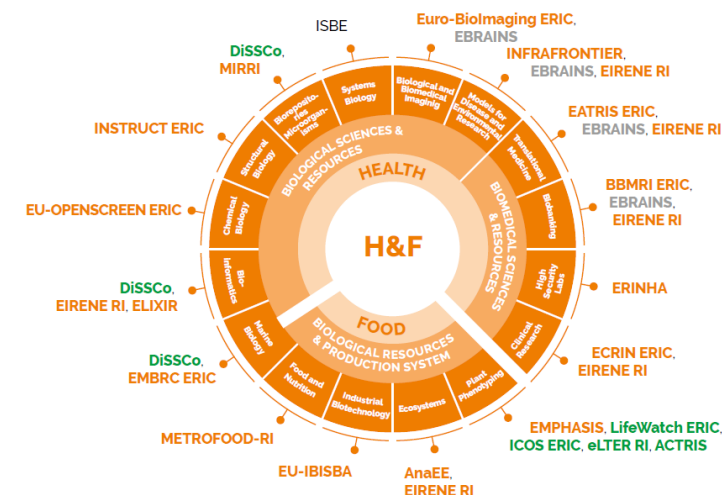 ISBE
Euro-BioImaging ERIC,
EBRAINS
INFRAFRONTIER,
EBRAINS, EIRENE RI
EATRIS ERIC,
EBRAINS, EIRENE RI
BBMRI ERIC,
EBRAINS,
EIRENE RI
ERINHA
ECRIN ERIC,
EIRENE RI
EMPHASIS, LifeWatch ERIC,
ICOS ERIC, eLTER RI, ACTRIS
AnaEE,
EIRENE RI
EU-IBISBA
METROFOOD-RI
DiSSCo,
EMBRC ERIC
DiSSCo,
EIRENE RI, ELIXIR
EU-OPENSCREEN ERIC
INSTRUCT ERIC
DiSSCo,
MIRRI
Systems
Biology
Biological and
Biomedical
Imaginig
Models for
Disease and
Environmental
Research
Translational
Medicine
Biobanking
High
Security
Labs
Clinical
Research
Plant
Phenotyping
Ecosystems
Industrial
Biotechnology
Food and
Nutrition
Marine
Biology
Bio-
informatics
Chemical
Biology
Structural
Biology
Bioreposito-
ries
Microorgan-
isms
BIOLOGICAL SCIENCES &
RESOURCES
BIOMEDICAL SCIENCES
& RESOURCES
BIOLOGICAL RESOURCES
& PRODUCTION SYSTEM
HEALTH
H&F
FOOD